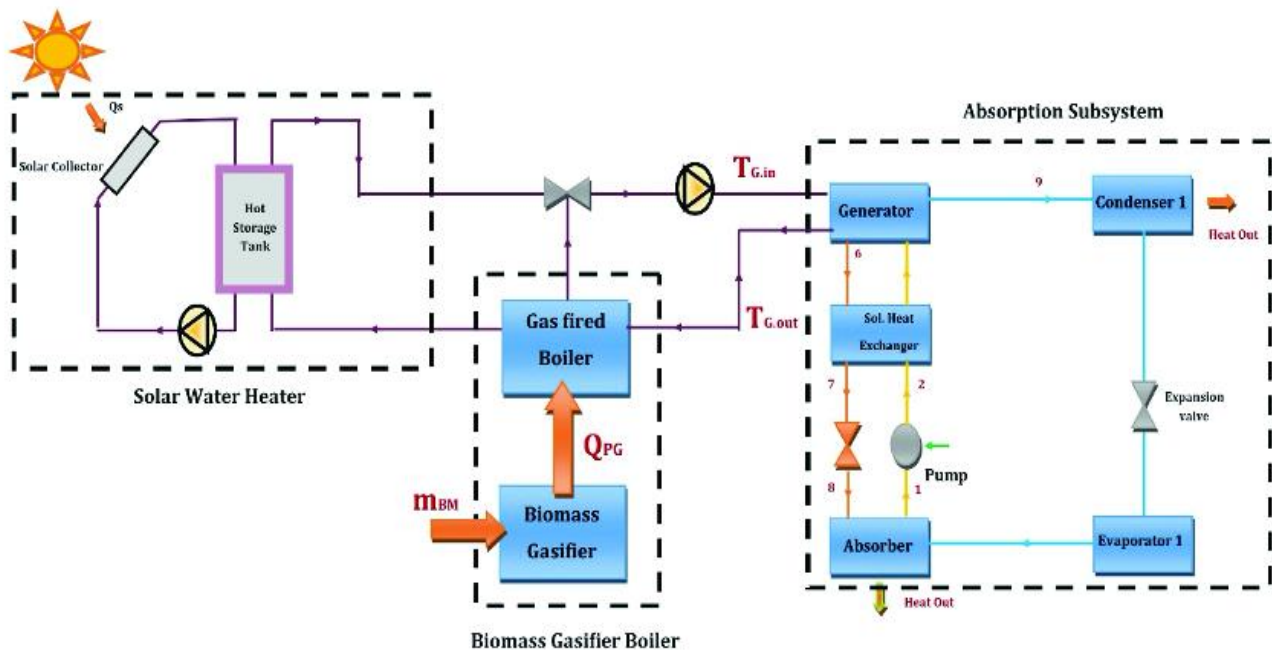 Qs
Solar Collector
Hot
Storage
Tank
Solar Water Heater
T G.in
T G.out
Gas fired
Boiler
QPG
mBM
Biomass
Gasifier
Biomass Gasifier Boiler
Absorption Subsystem
Generator
9
Condenser 1
Heat Out
6
Sol. Heat
Exchanger
7
2
Expansion
valve
Pump
8
1
Absorber
Evaporator 1
Heat Out